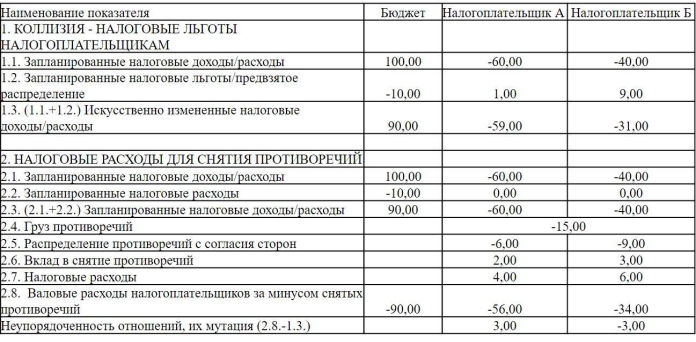 Наименование показателя Бюджет Налогоплательщик А Налогоплательщик Б
1. КОЛЛИЗИЯ - НАЛОГОВЫЕ ЛЬГОТЫ
НАЛОГОПЛАТЕЛЬЩИКАМ
1.1. Запланированные налоговые доходы/расходы 100,00 -60,00 -40,00
1.2. Запланированные налоговые льготы/предвзятое
распределение -10,00 1,00 9,00
1.3. (1.1.+1.2.) Искусственно измененные налоговые
доходы/расходы 90,00 -59,00 -31,00
2. НАЛОГОВЫЕ РАСХОДЫ ДЛЯ СНЯТИЯ ПРОТИВОРЕЧИЙ
2.1. Запланированные налоговые доходы/расходы 100,00 -60,00 -40,00
2.2. Запланированные налоговые расходы -10,00 0,00 0,00
2.3. (2.1.+2.2.) Запланированные налоговые доходы/расходы 90,00 -60,00 -40,00
2.4. Груз противоречий -15,00
2.5. Распределение противоречий с согласия сторон -6,00 -9,00
2.6. Вклад в снятие противоречий 2,00 3,00
2.7. Налоговые расходы 4,00 6,00
2.8. Валовые расходы налогоплательщиков за минусом снятых
противоречий -90,00 -56,00 -34,00
Неупорядоченность отношений, их мутация (2.8.-1.3.) 3,00 -3,00